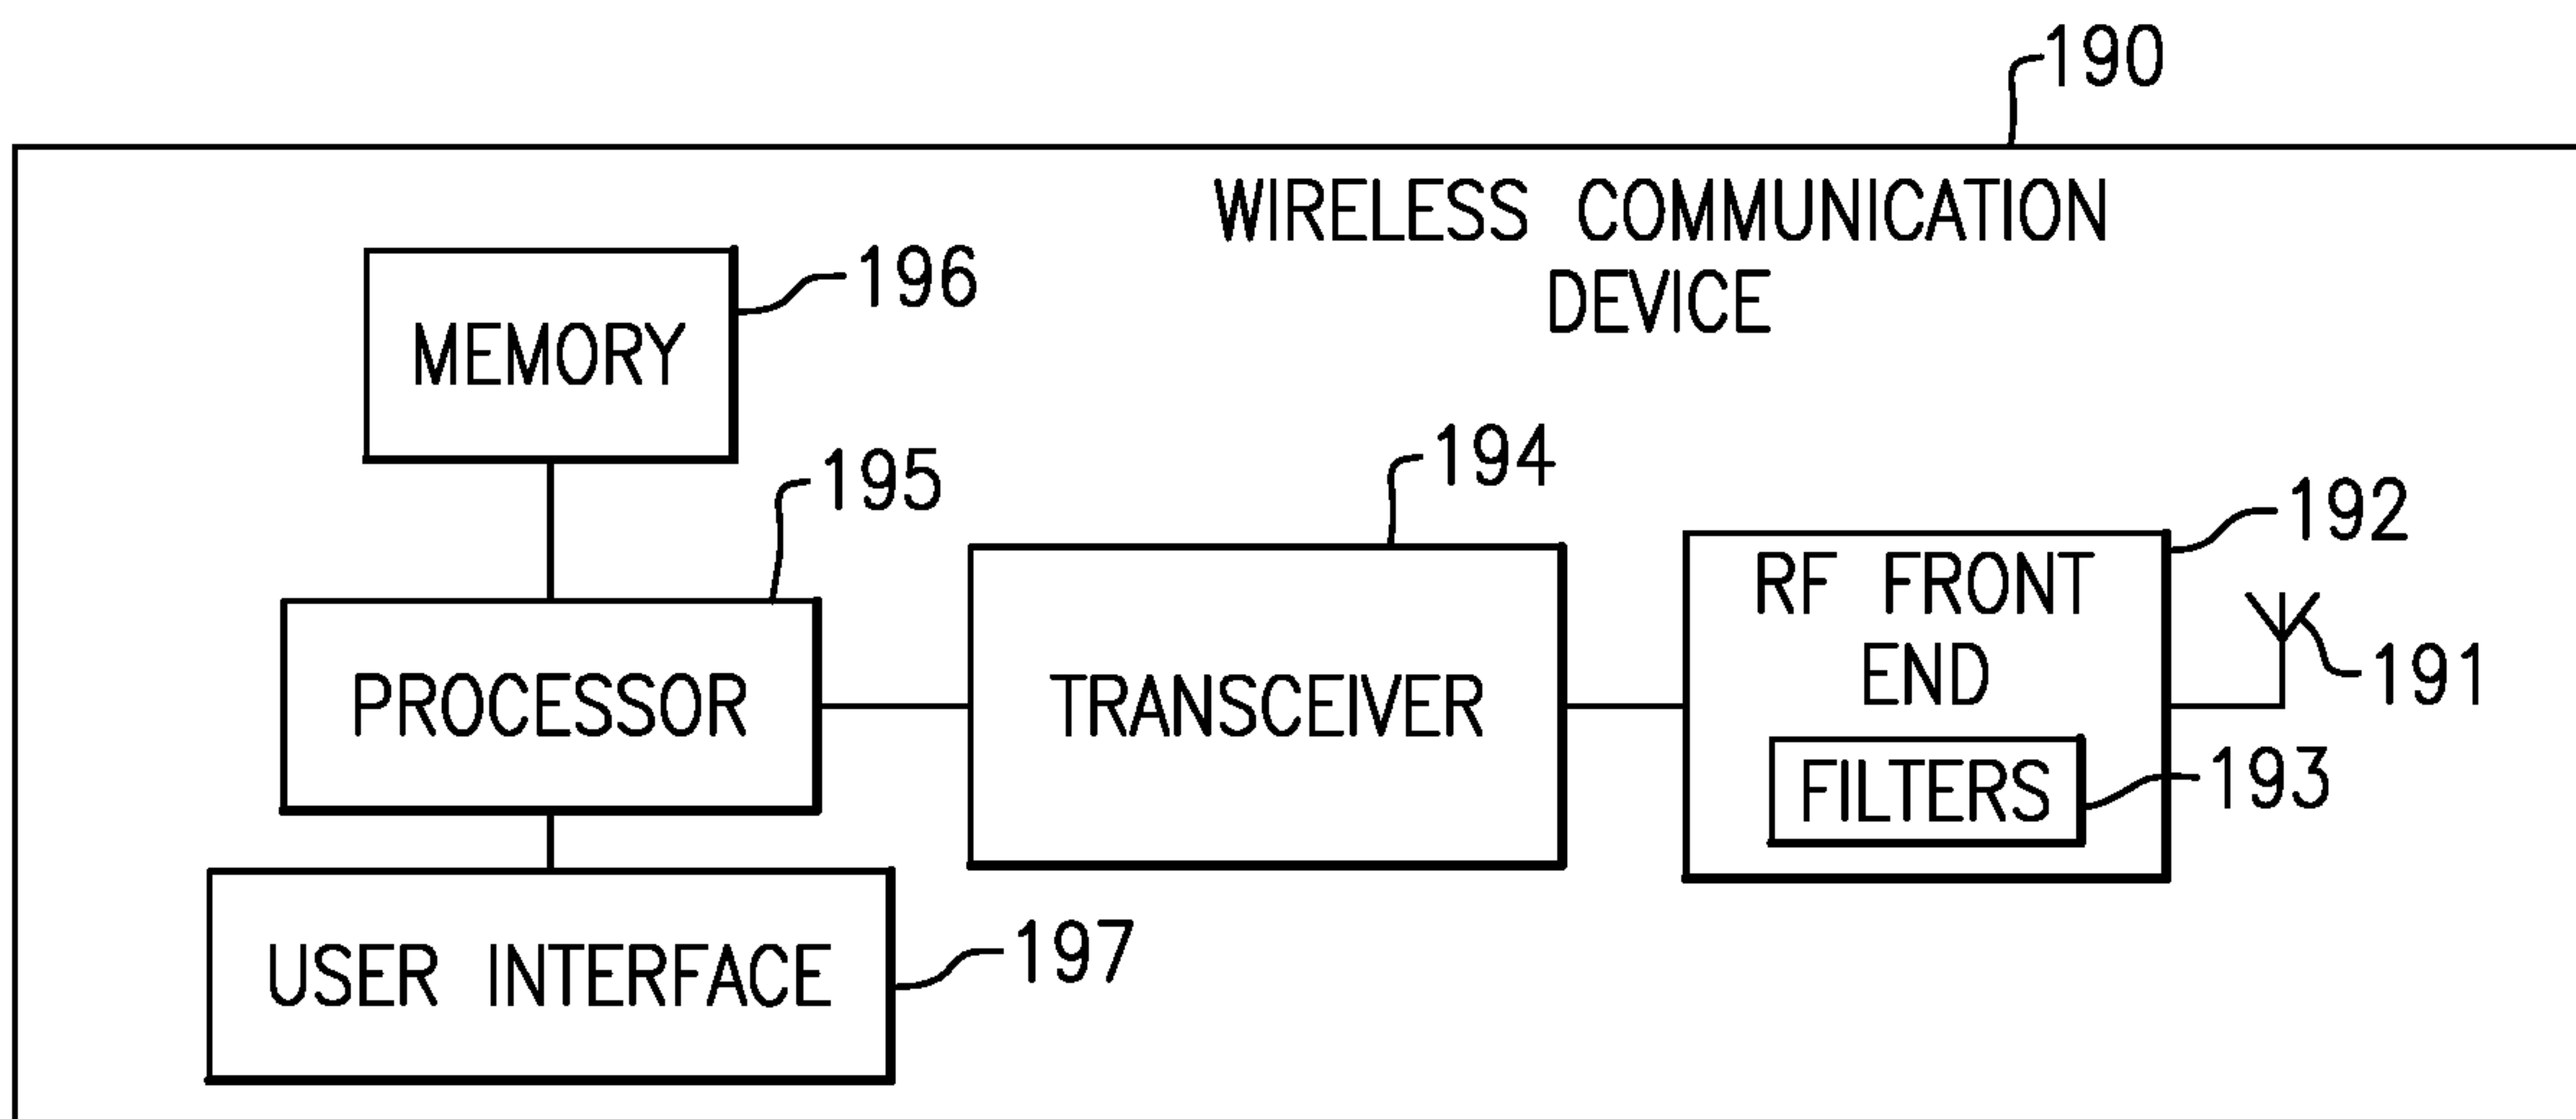 190
WIRELESS COMMUNICATION
DEVICE
196
MEMORY
195
194
192
RF FRONT
END
191
PROCESSOR
TRANSCEIVER
FILTERS
193
USER INTERFACE
197